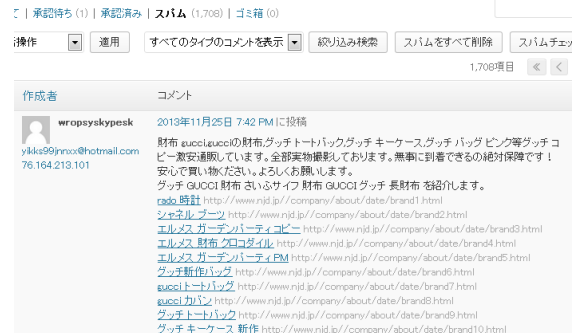 て | 承認待ち (1) | 承認済み | スパム (1,708) | ゴミ箱 (0)
操作 適用 すべてのタイプのコメントを表示 絞り込み検索 スパムをすべて削除 スパムチェッ
1,708項目 « ‹
作成者 コメント
wropsyskypesk
yikks99jnnxx@hotmail.com
76.164.213.101
2013年11月25日 7:42 PM に投稿
財布 gucci,gucciの財布,グッチ トートバック,グッチ キーケース,グッチ バッグ ピンク等グッチ コ
ピー激安通販しています。全部実物撮影しております。無事に到着できるの絶対保障です！
安心で買い物ください。よろしくお願いします。
グッチ GUCCI 財布 さいふサイフ 財布 GUCCI グッチ 長財布 を紹介します。
rado 時計 http://www.njd.jp//company/about/date/brand1.html
シャネル ブーツ http://www.njd.jp//company/about/date/brand2.html
エルメス ガーデンパーティ コピー http://www.njd.jp//company/about/date/brand3.html
エルメス 財布 クロコダイル http://www.njd.jp//company/about/date/brand4.html
エルメス ガーデンパーティ PM http://www.njd.jp//company/about/date/brand5.html
グッチ新作バッグ http://www.njd.jp//company/about/date/brand6.html
gucci トートバッグ http://www.njd.jp//company/about/date/brand7.html
gucci カバン http://www.njd.jp//company/about/date/brand8.html
グッチ トートバック http://www.njd.jp//company/about/date/brand9.html
グッチ キーケース 新作 http://www.njd.jp//company/about/date/brand10.html